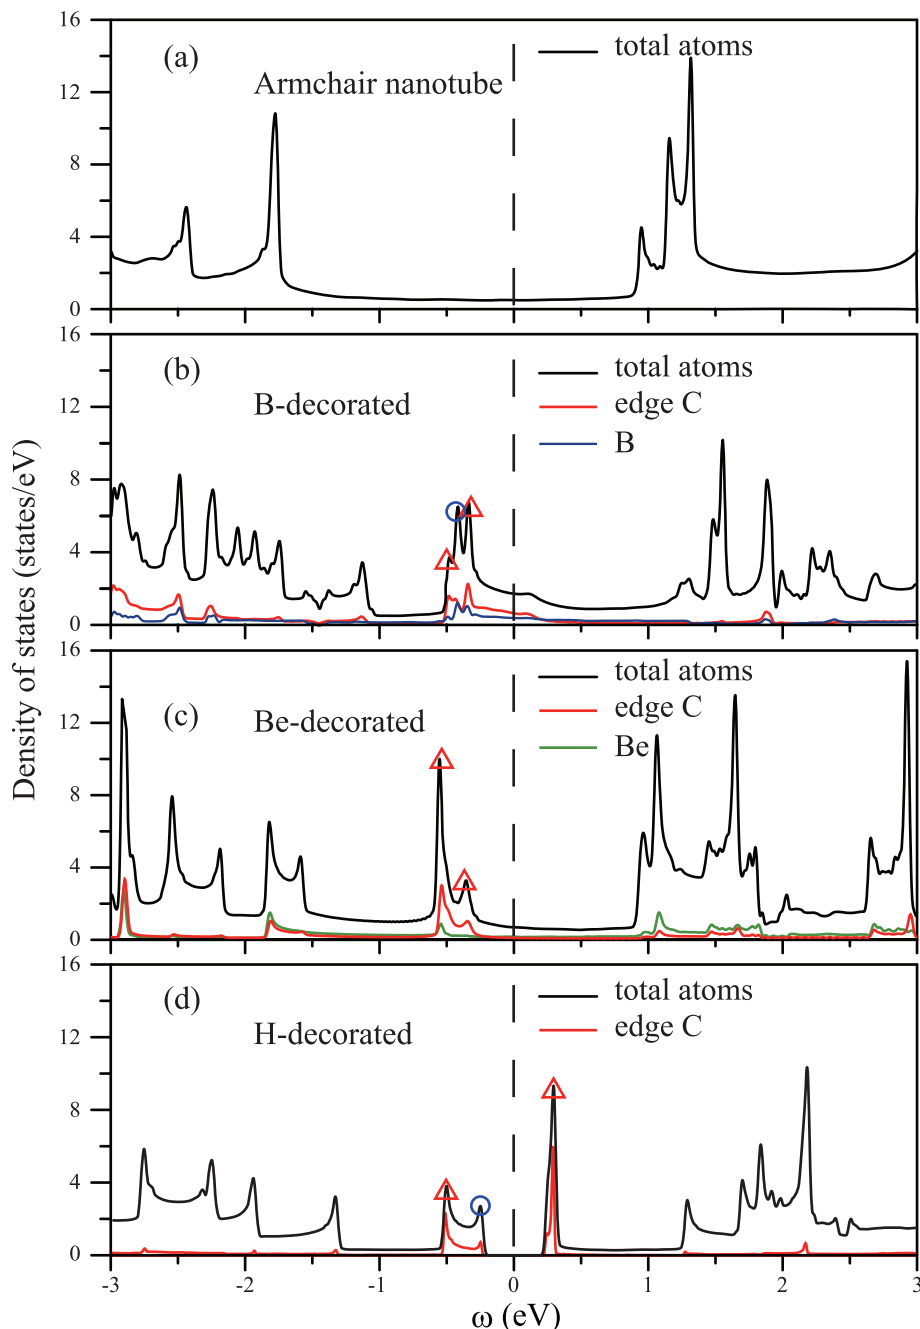 Density of states (states/eV)
16
(a)
total atoms
Armchair nanotube
12
8
4
0
16
(b)
total atoms
B-decorated
edge C
12
B
8
4
0
16
(c)
total atoms
Be-decorated
edge C
12
Be
8
4
0
16
(d)
total atoms
H-decorated
edge C
12
8
4
0
-3 -2 -1 0 1 2 3
ω (eV)